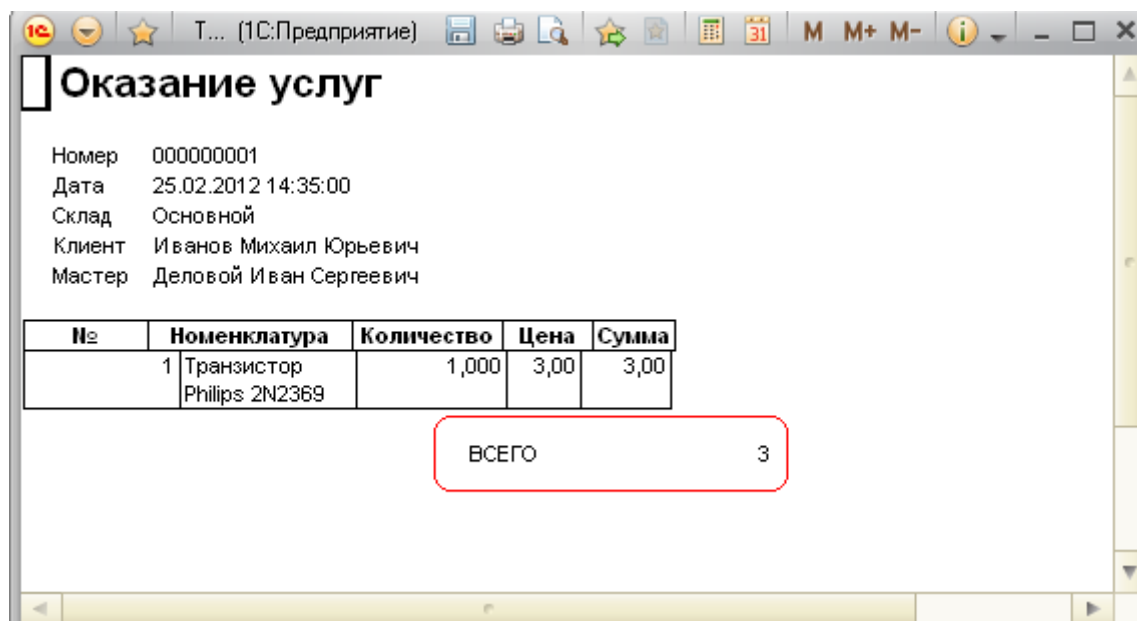 1С Т... (1С:Предприятие) 31 M M+ M-
Оказание услуг
Номер 000000001
Дата 25.02.2012 14:35:00
Склад Основной
Клиент Иванов Михаил Юрьевич
Мастер Деловой Иван Сергеевич
№ Номенклатура Количество Цена Сумма
1 Транзистор 1,000 3,00 3,00
Philips 2N2369
ВСЕГО 3